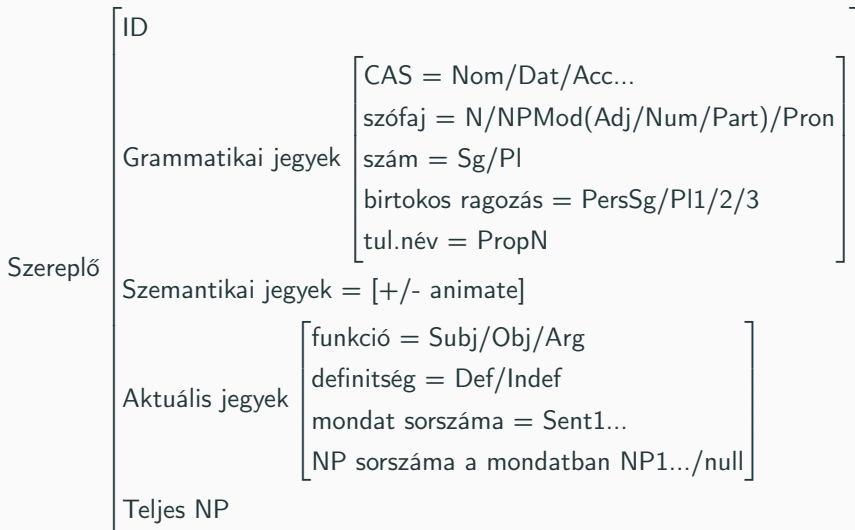 ID
CAS = Nom/Dat/Acc...
szófaj = N/NPMod(Adj/Num/Part)/Pron
Grammatikai jegyek
szám = Sg/Pl
birtokos ragozás = PersSg/Pl1/2/3
tul.név = PropN
Szereplő
Szemantikai jegyek = [+/- animate]
funkció = Subj/Obj/Arg
definitség = Def/Indef
Aktuális jegyek
mondat sorszáma = Sent1...
NP sorszáma a mondatban NP1.../null
Teljes NP